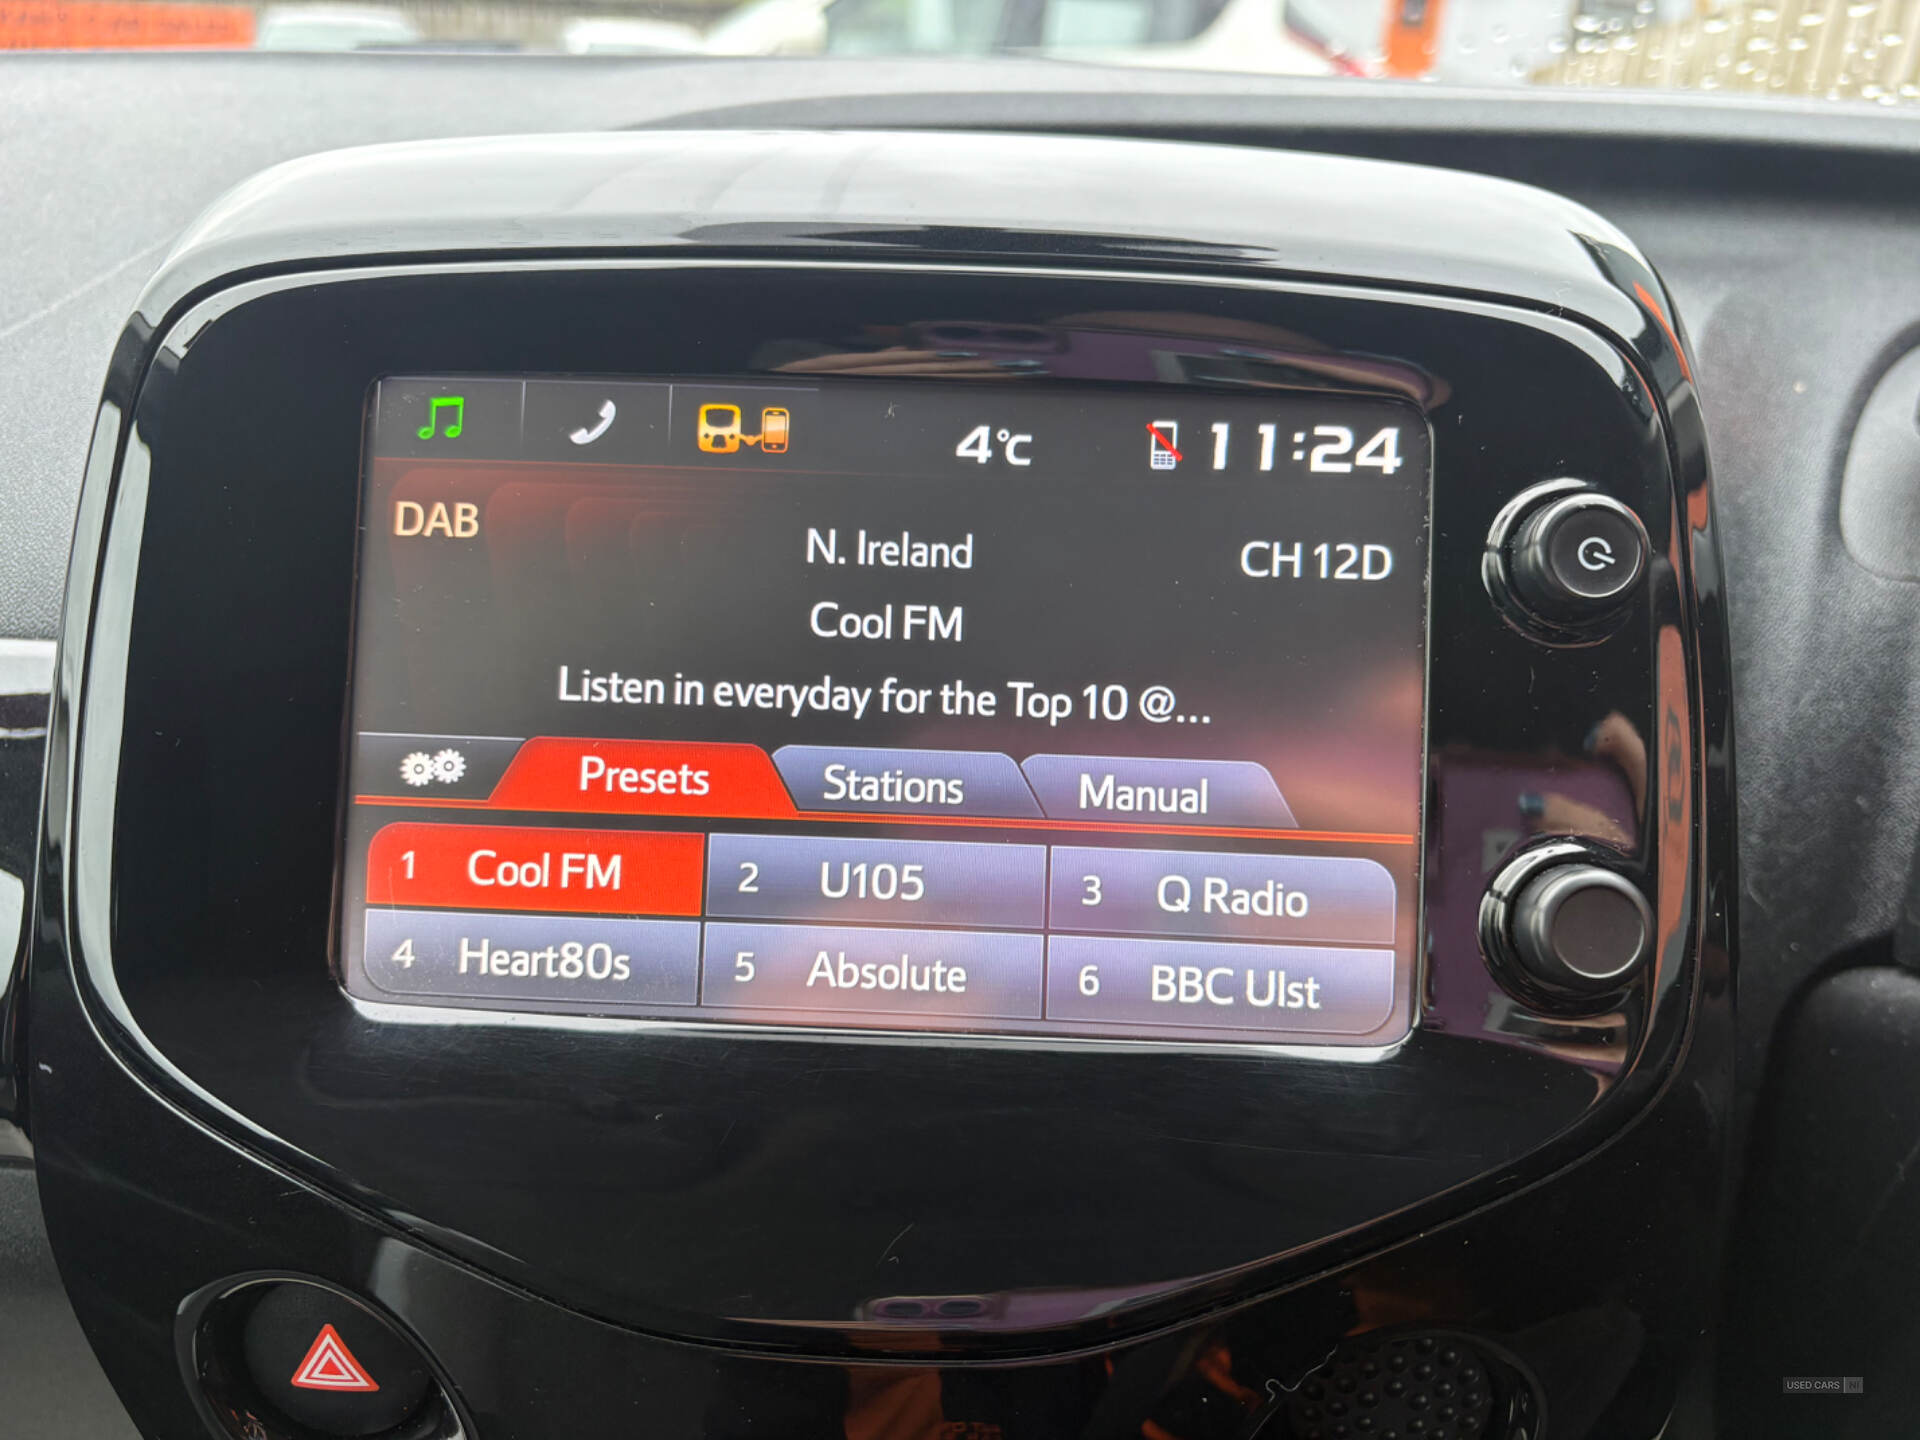 4°C 11:24
DAB
N. Ireland
CH 12D
Cool FM
Listen in everyday for the Top 10 @...
Presets Stations Manual
1 Cool FM 2 U105 3 Q Radio
4 Heart80s 5 Absolute 6 BBC Ulst
USED CARS NI